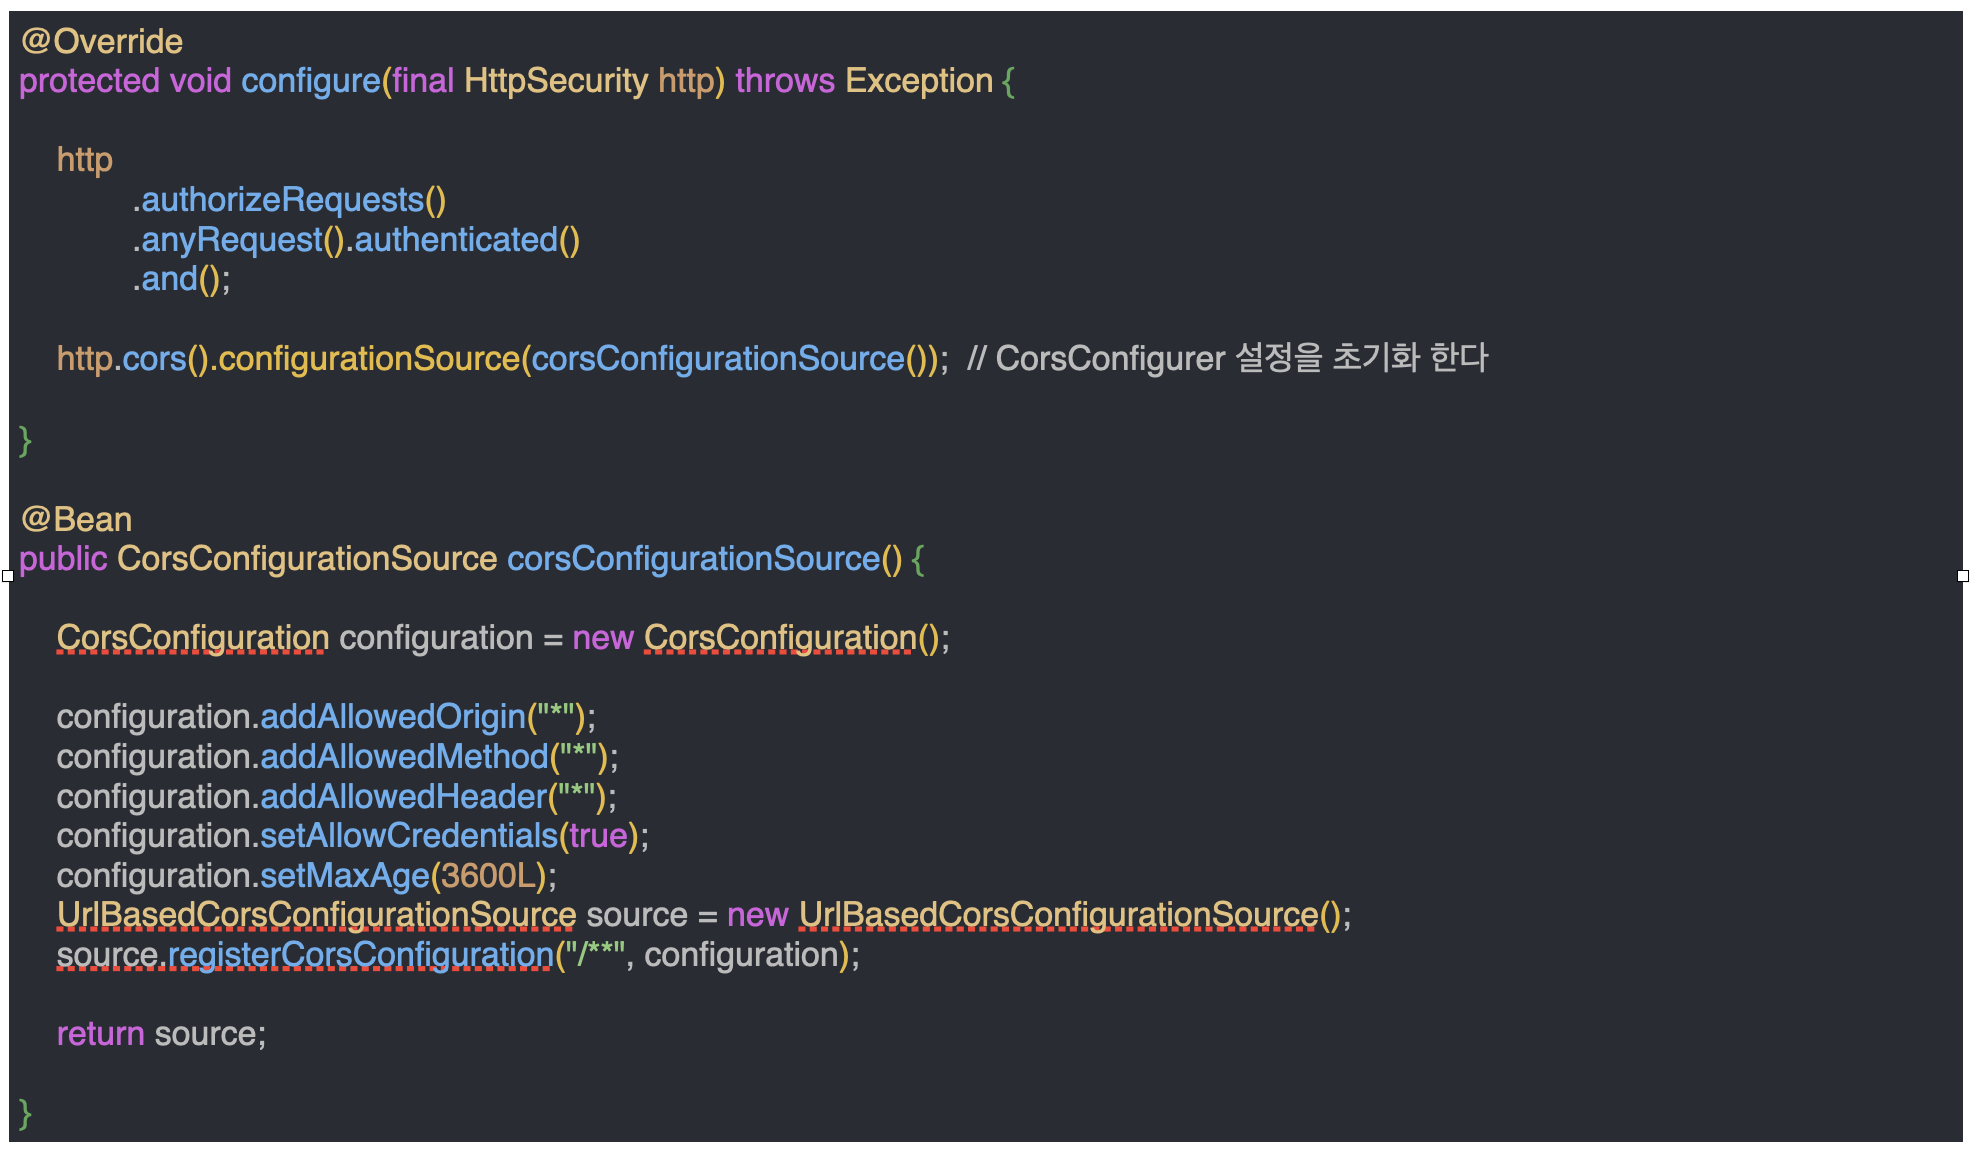 @Override
protected void configure(final HttpSecurity http) throws Exception {
http
.authorizeRequests()
.anyRequest().authenticated()
.and();
http.cors().configurationSource(corsConfigurationSource()); // CorsConfigurer 설정을 초기화 한다
}
@Bean
public CorsConfigurationSource corsConfigurationSource() {
CorsConfiguration configuration = new CorsConfiguration();
configuration.addAllowedOrigin("*");
configuration.addAllowedMethod("*");
configuration.addAllowedHeader("*");
configuration.setAllowCredentials(true);
configuration.setMaxAge(3600L);
UrlBasedCorsConfigurationSource source = new UrlBasedCorsConfigurationSource();
source.registerCorsConfiguration("/**", configuration);
return source;
}